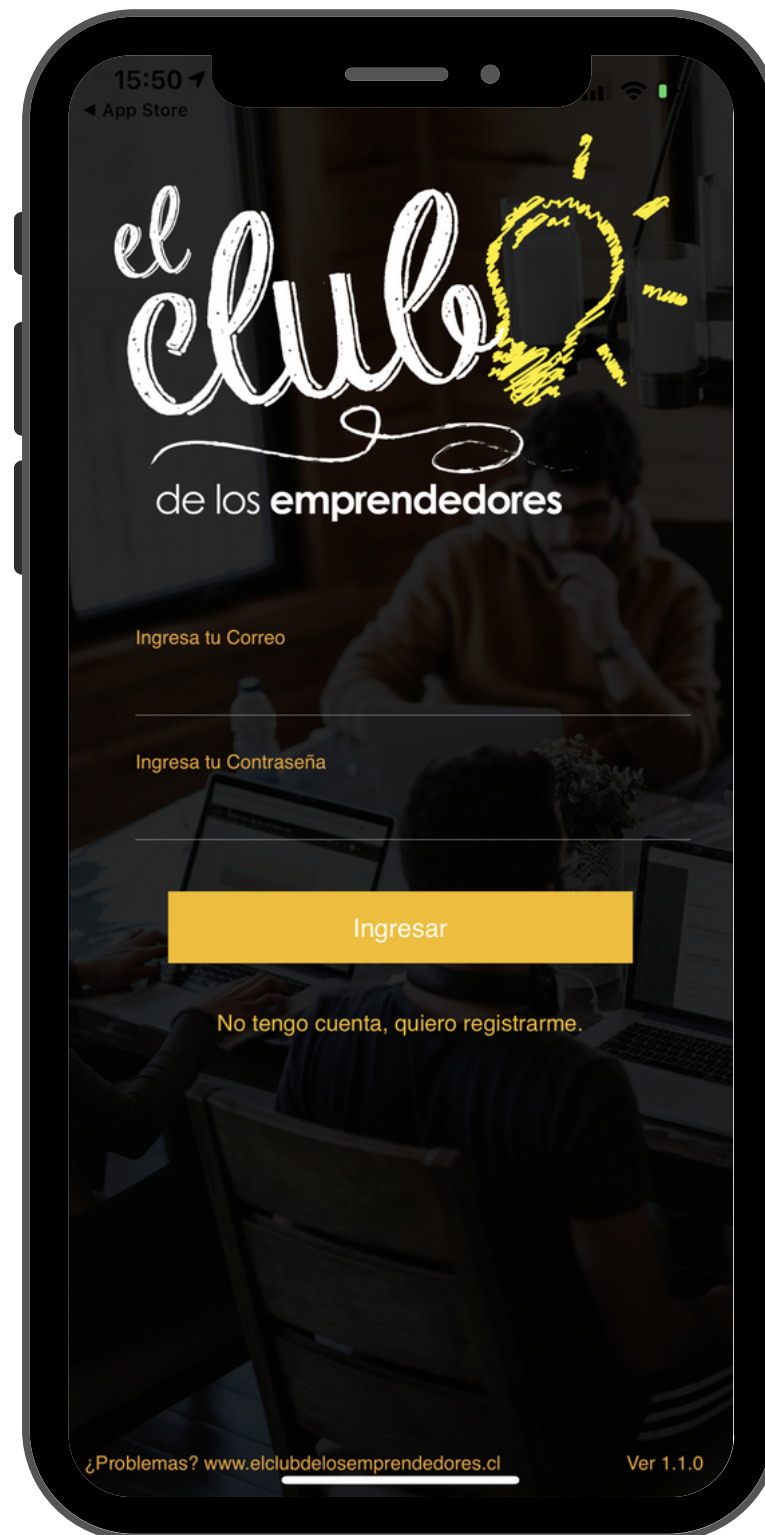 15:50
◀ App Store
el
club
de los emprendedores
Ingresa tu Correo
Ingresa tu Contraseña
Ingresar
No tengo cuenta, quiero registrarme.
¿Problemas? www.elclubdelosemprendedores.cl Ver 1.1.0